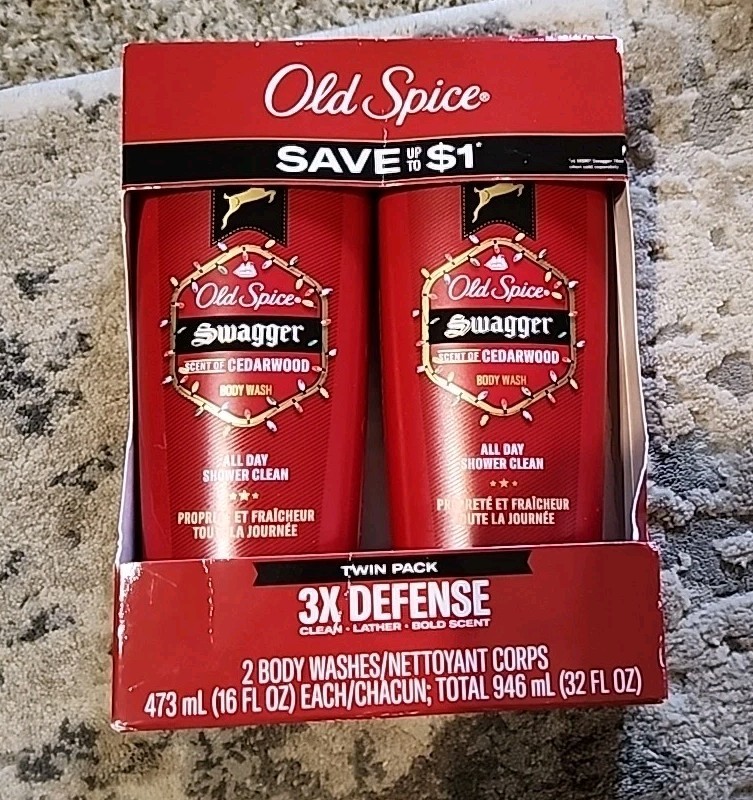 Old Spice®
SAVE UP TO $1*
Old Spice®
Swagger
SCENT OF CEDARWOOD
BODY WASH
ALL DAY
SHOWER CLEAN
PROPRETÉ ET FRAÎCHEUR
TOUTE LA JOURNÉE
Old Spice®
Swagger
SCENT OF CEDARWOOD
BODY WASH
ALL DAY
SHOWER CLEAN
PROPRETÉ ET FRAÎCHEUR
TOUTE LA JOURNÉE
TWIN PACK
3X DEFENSE
CLEAN • LATHER • BOLD SCENT
2 BODY WASHES/NETTOYANT CORPS
473 mL (16 FL OZ) EACH/CHACUN; TOTAL 946 mL (32 FL OZ)